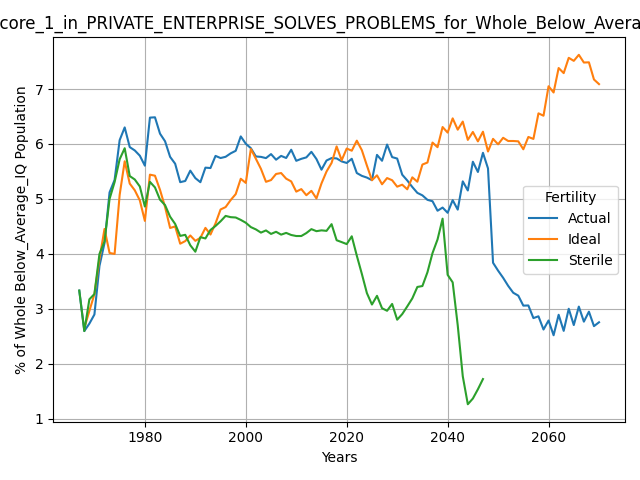 core_1_in_PRIVATE_ENTERPRISE_SOLVES_PROBLEMS_for_Whole_Below_Avera
% of Whole Below_Average_IQ Population
7
6
5
4
3
2
1
Fertility
Actual
Ideal
Sterile
1980 2000 2020 2040 2060
Years